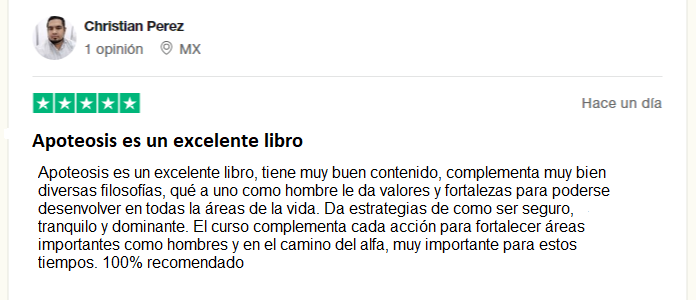 Christian Perez
1 opinión MX
Hace un día
Apoteosis es un excelente libro
Apoteosis es un excelente libro, tiene muy buen contenido, complementa muy bien
diversas filosofías, qué a uno como hombre le da valores y fortalezas para poderse
desenvolver en todas la áreas de la vida. Da estrategias de como ser seguro,
tranquilo y dominante. El curso complementa cada acción para fortalecer áreas
importantes como hombres y en el camino del alfa, muy importante para estos
tiempos. 100% recomendado